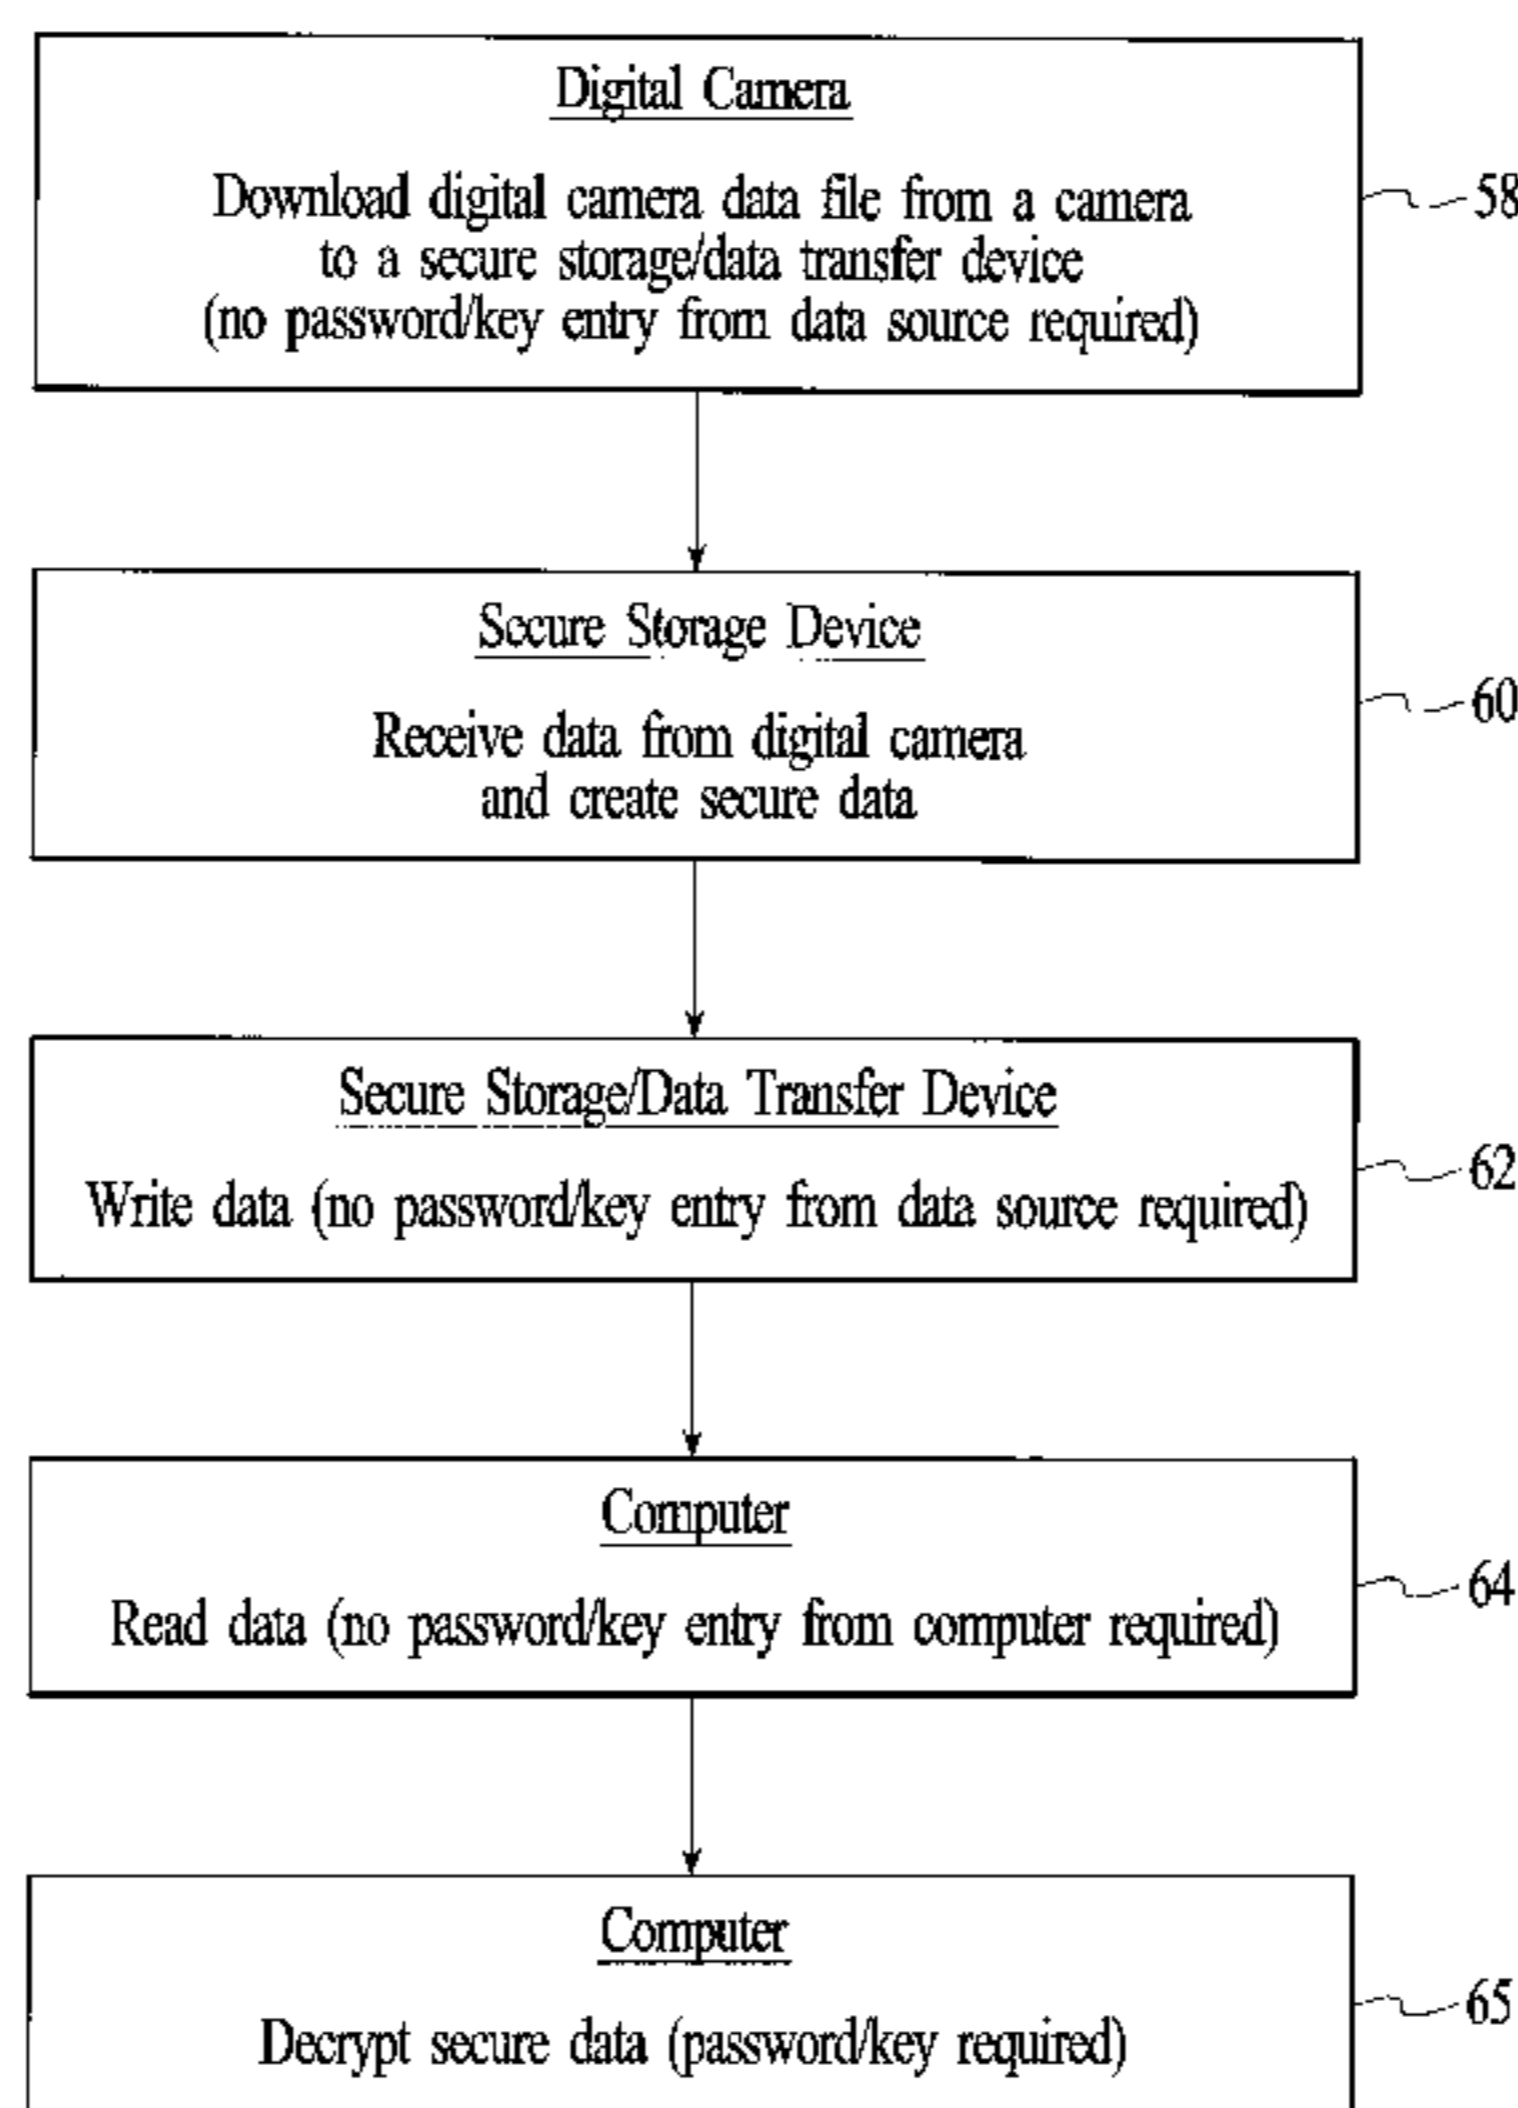 Digital Camera
Download digital camera data file from a camera
to a secure storage/data transfer device
(no password/key entry from data source required)
58
Secure Storage Device
Receive data from digital camera
and create secure data
60
Secure Storage/Data Transfer Device
Write data (no password/key entry from data source required)
62
Computer
Read data (no password/key entry from computer required)
64
Computer
Decrypt secure data (password/key required)
65